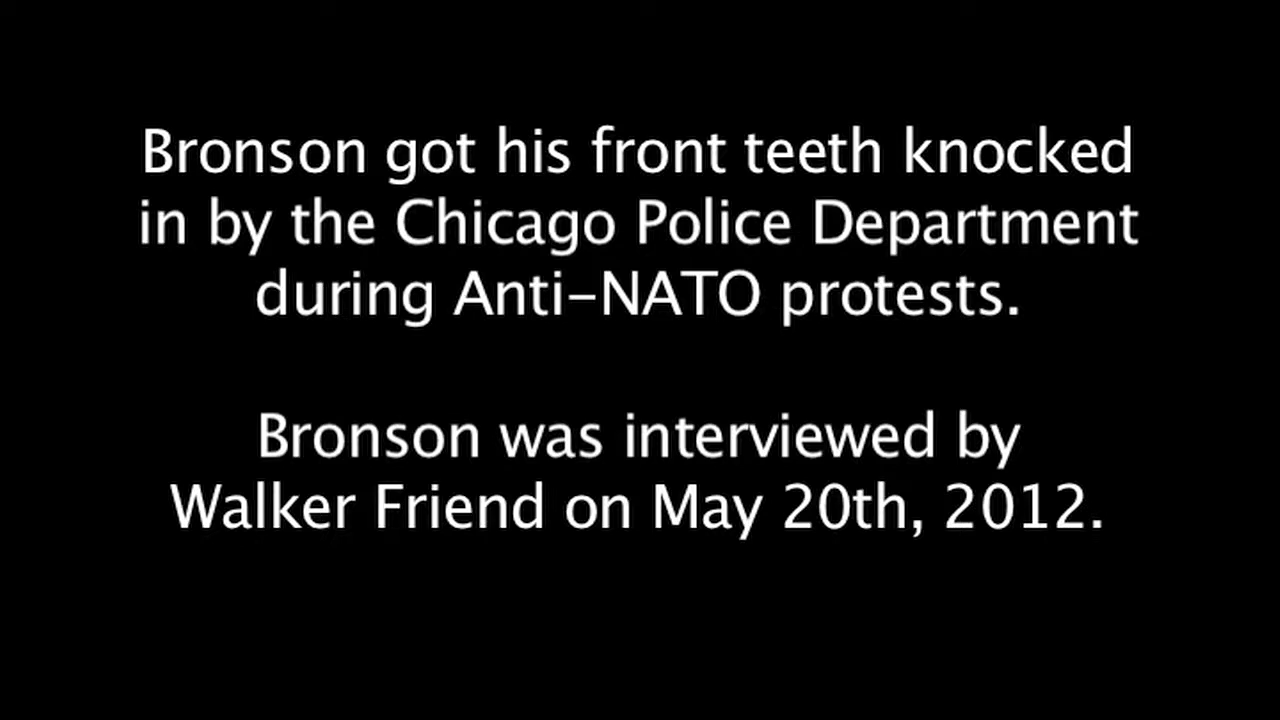 Bronson got his front teeth knocked
in by the Chicago Police Department
during Anti-NATO protests.
Bronson was interviewed by
Walker Friend on May 20th, 2012.